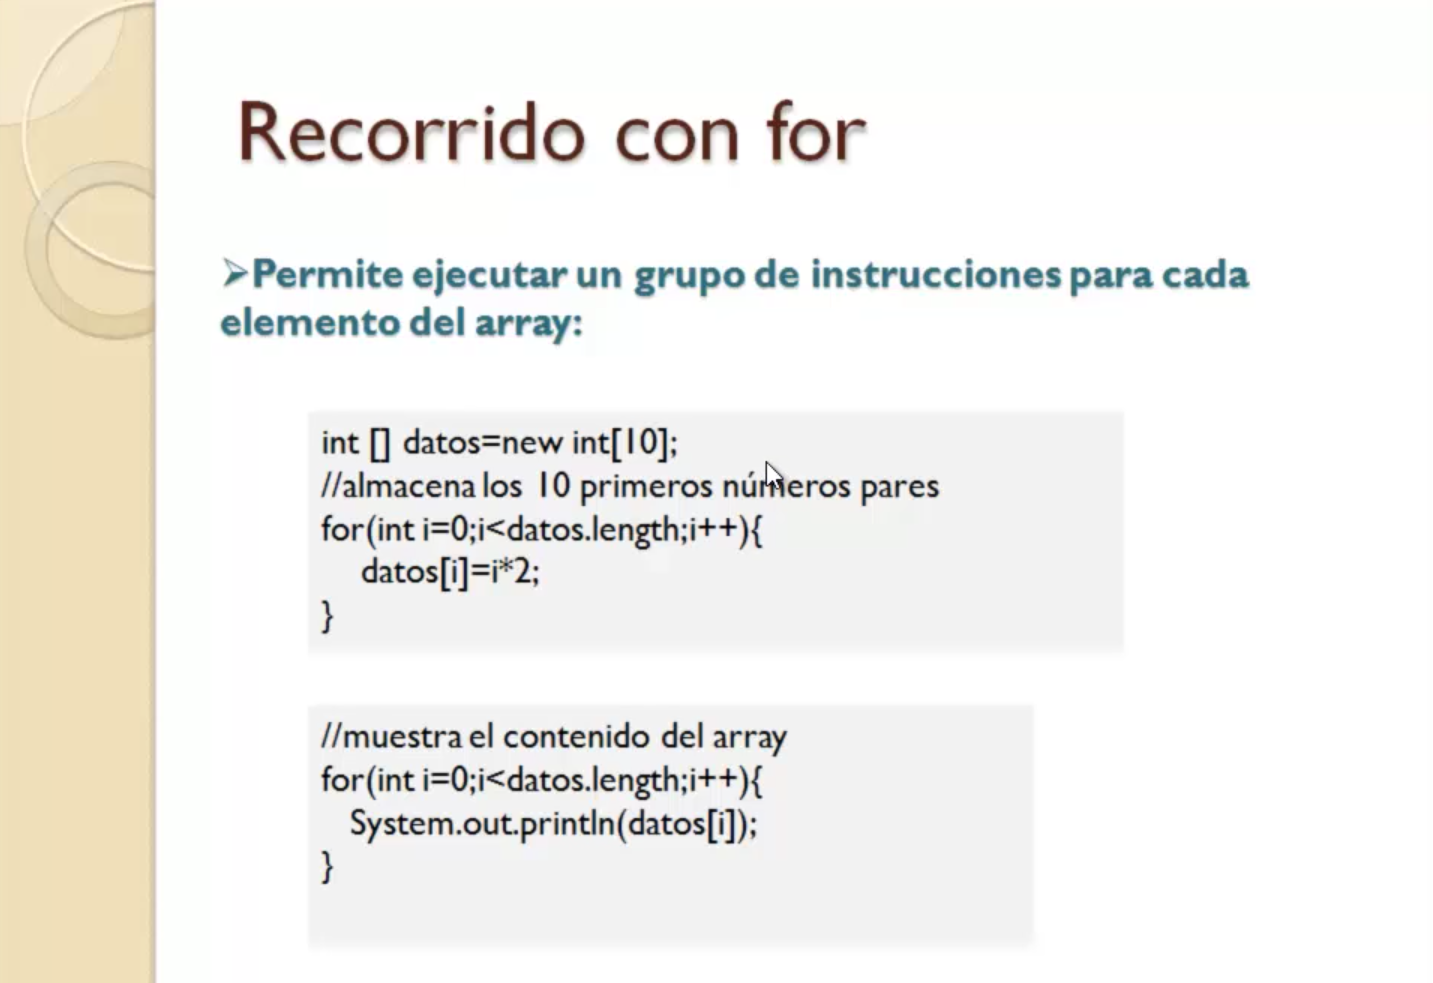 Recorrido con for
➢Permite ejecutar un grupo de instrucciones para cada
elemento del array:
int [] datos=new int[10];
//almacena los 10 primeros números pares
for(int i=0;i<datos.length;i++){
datos[i]=i*2;
}
//muestra el contenido del array
for(int i=0;i<datos.length;i++){
System.out.println(datos[i]);
}